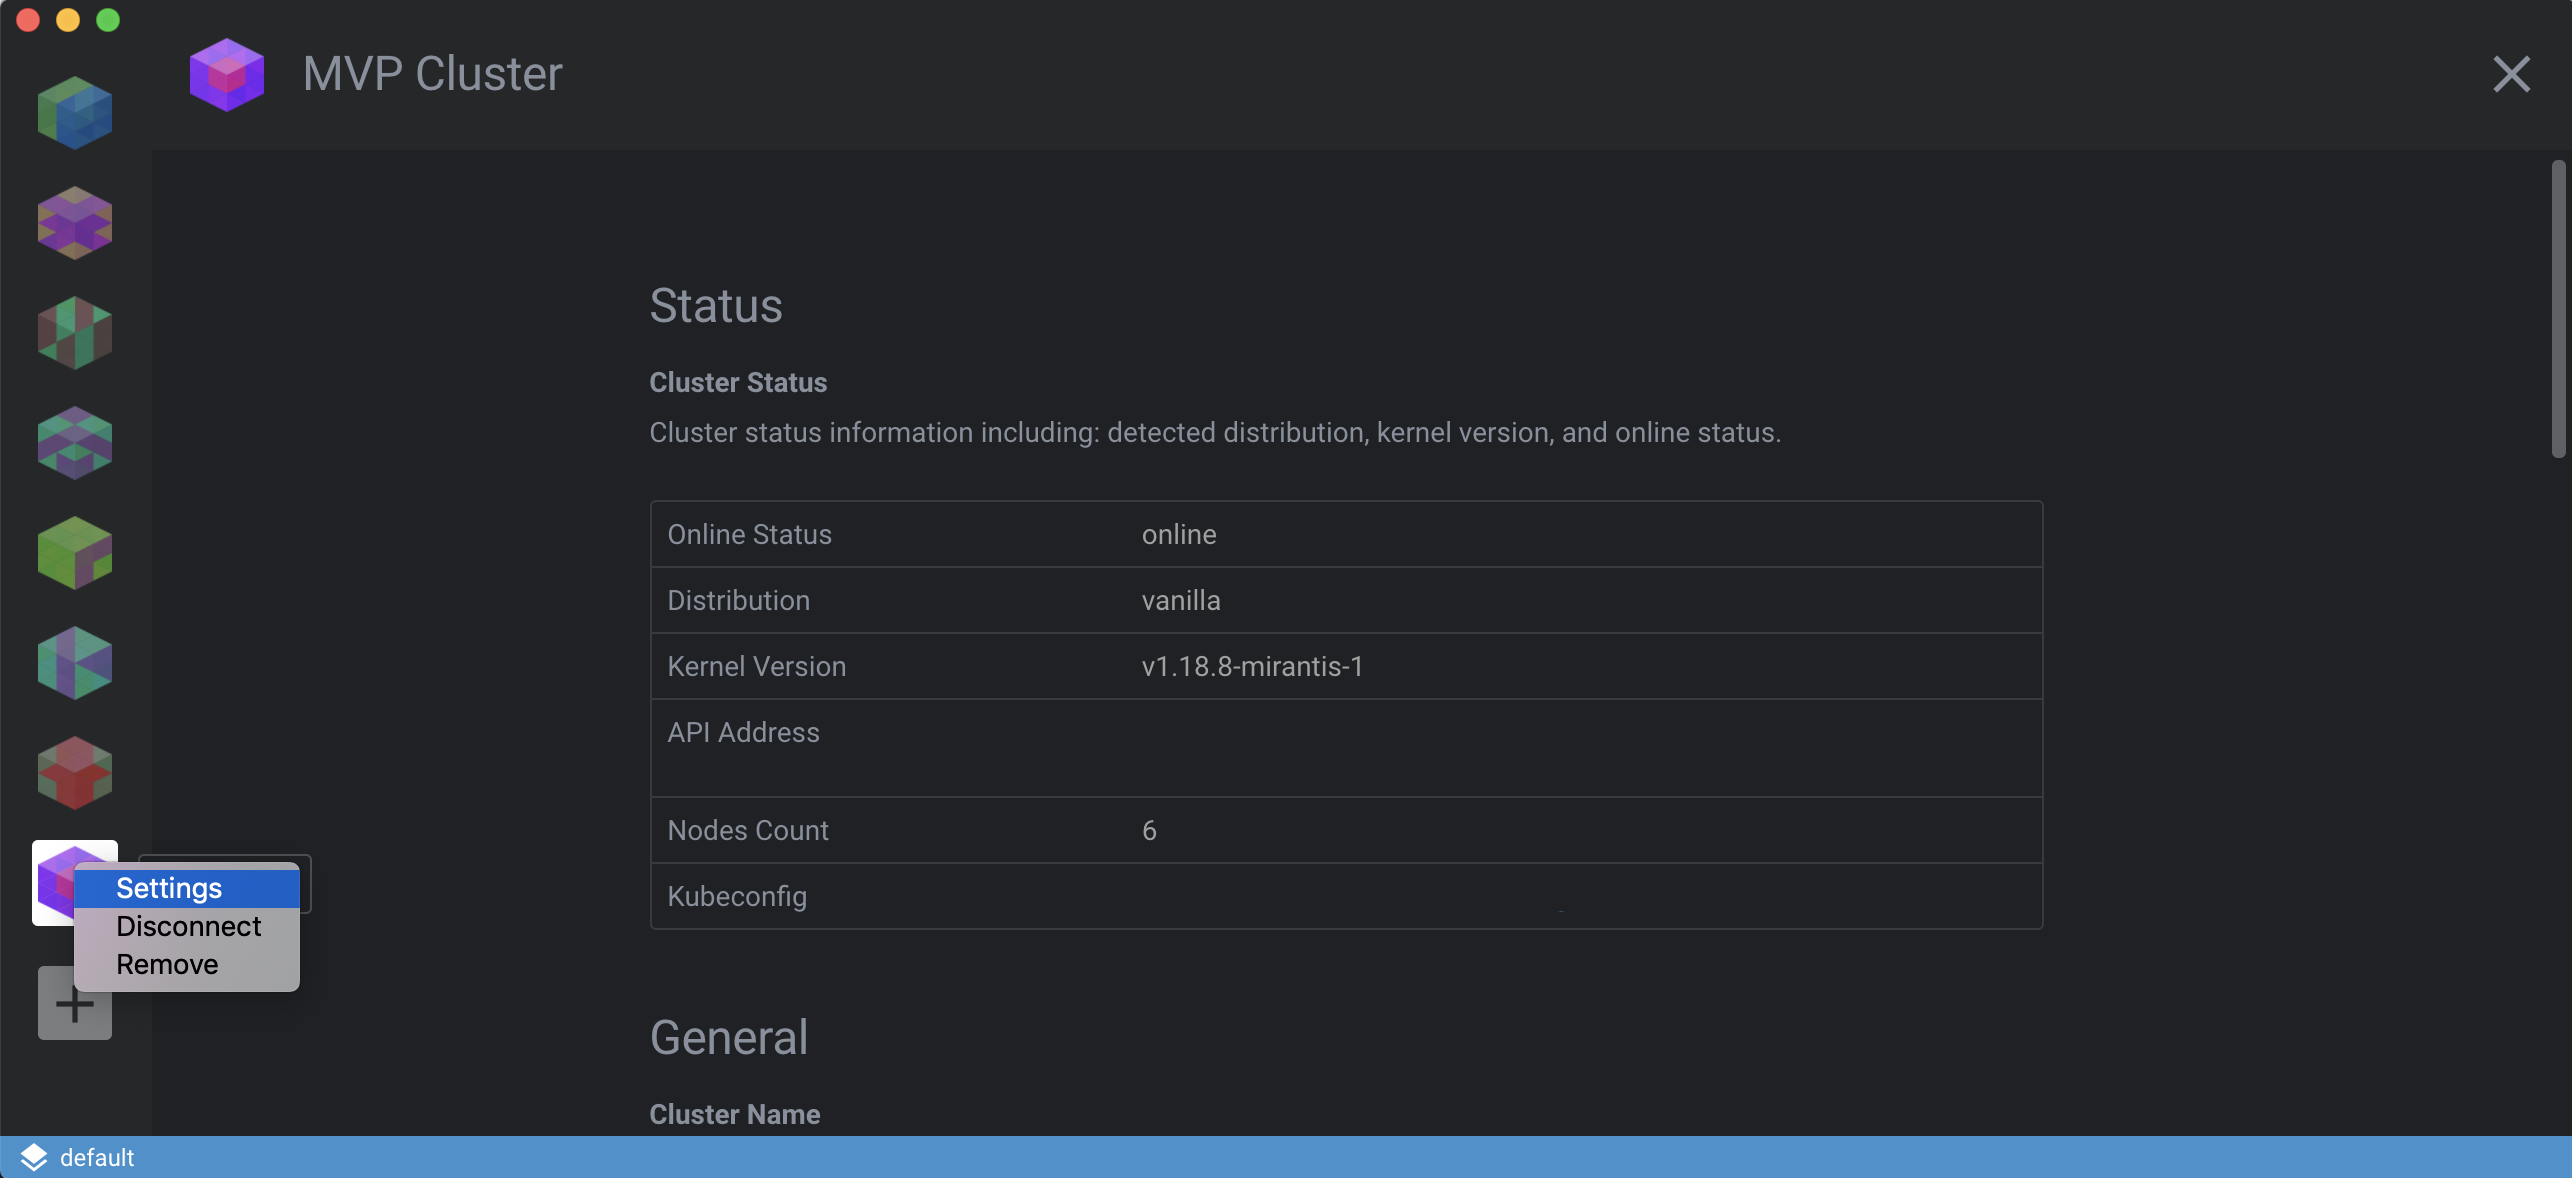 MVP Cluster
Status
Cluster Status
Cluster status information including: detected distribution, kernel version, and online status.
Online Status online
Distribution vanilla
Kernel Version v1.18.8-mirantis-1
API Address
Nodes Count 6
Kubeconfig
Settings
Disconnect
Remove
General
Cluster Name
default